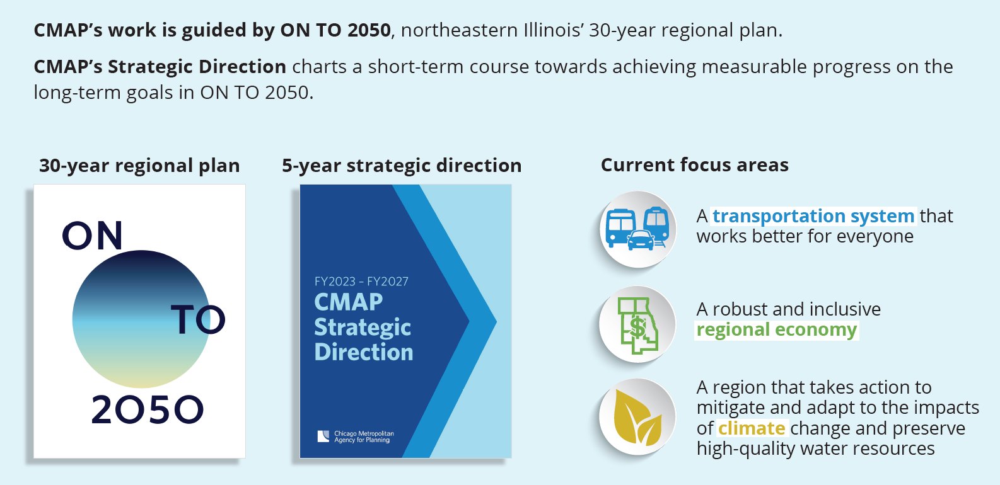 CMAP’s work is guided by ON TO 2050, northeastern Illinois’ 30-year regional plan.
CMAP’s Strategic Direction charts a short-term course towards achieving measurable progress on the
long-term goals in ON TO 2050.
30-year regional plan
ON
TO
2050
5-year strategic direction
FY2023 – FY2027
CMAP
Strategic
Direction
Chicago Metropolitan
Agency for Planning
Current focus areas
A transportation system that
works better for everyone
$
A robust and inclusive
regional economy
A region that takes action to
mitigate and adapt to the impacts
of climate change and preserve
high-quality water resources